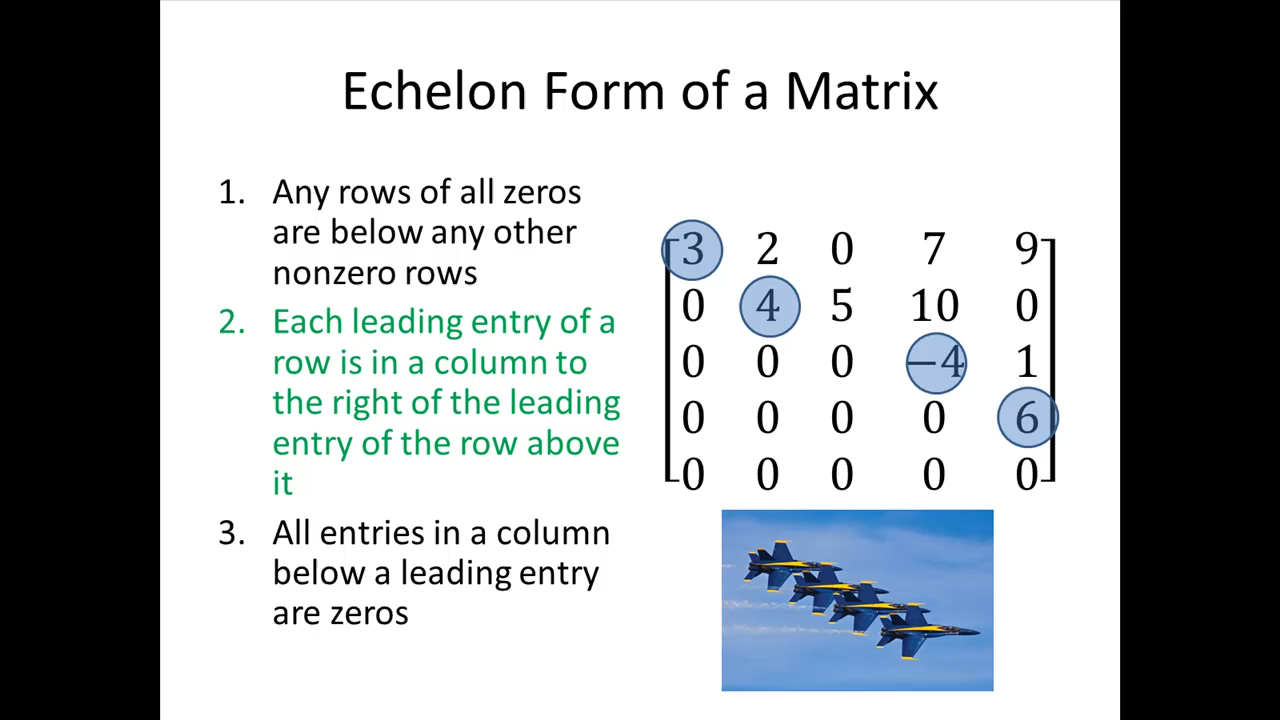 Echelon Form of a Matrix
1. Any rows of all zeros
are below any other
nonzero rows
2. Each leading entry of a
row is in a column to
the right of the leading
entry of the row above
it
3. All entries in a column
below a leading entry
are zeros
3 2 0 7 9
0 4 5 10 0
0 0 0 −4 1
0 0 0 0 6
0 0 0 0 0